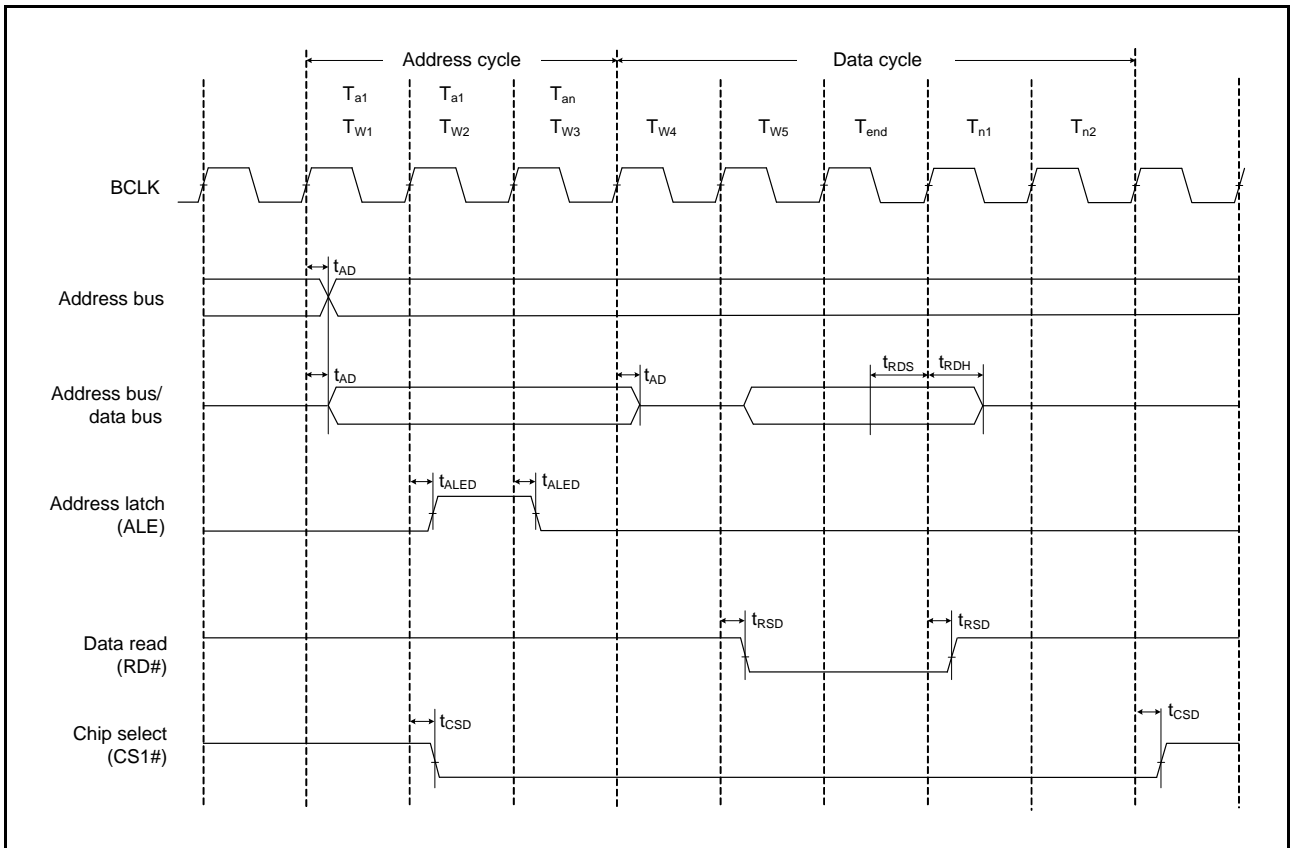 Address cycle Data cycle
Ta1 Ta1 Tan
TW1 TW2 TW3 TW4 TW5 Tend Tn1 Tn2
BCLK
tAD
Address bus
tRDS tRDH
tAD tAD
Address bus/
data bus
tALED tALED
Address latch
(ALE)
tRSD tRSD
Data read
(RD#)
tCSD tCSD
Chip select
(CS1#)